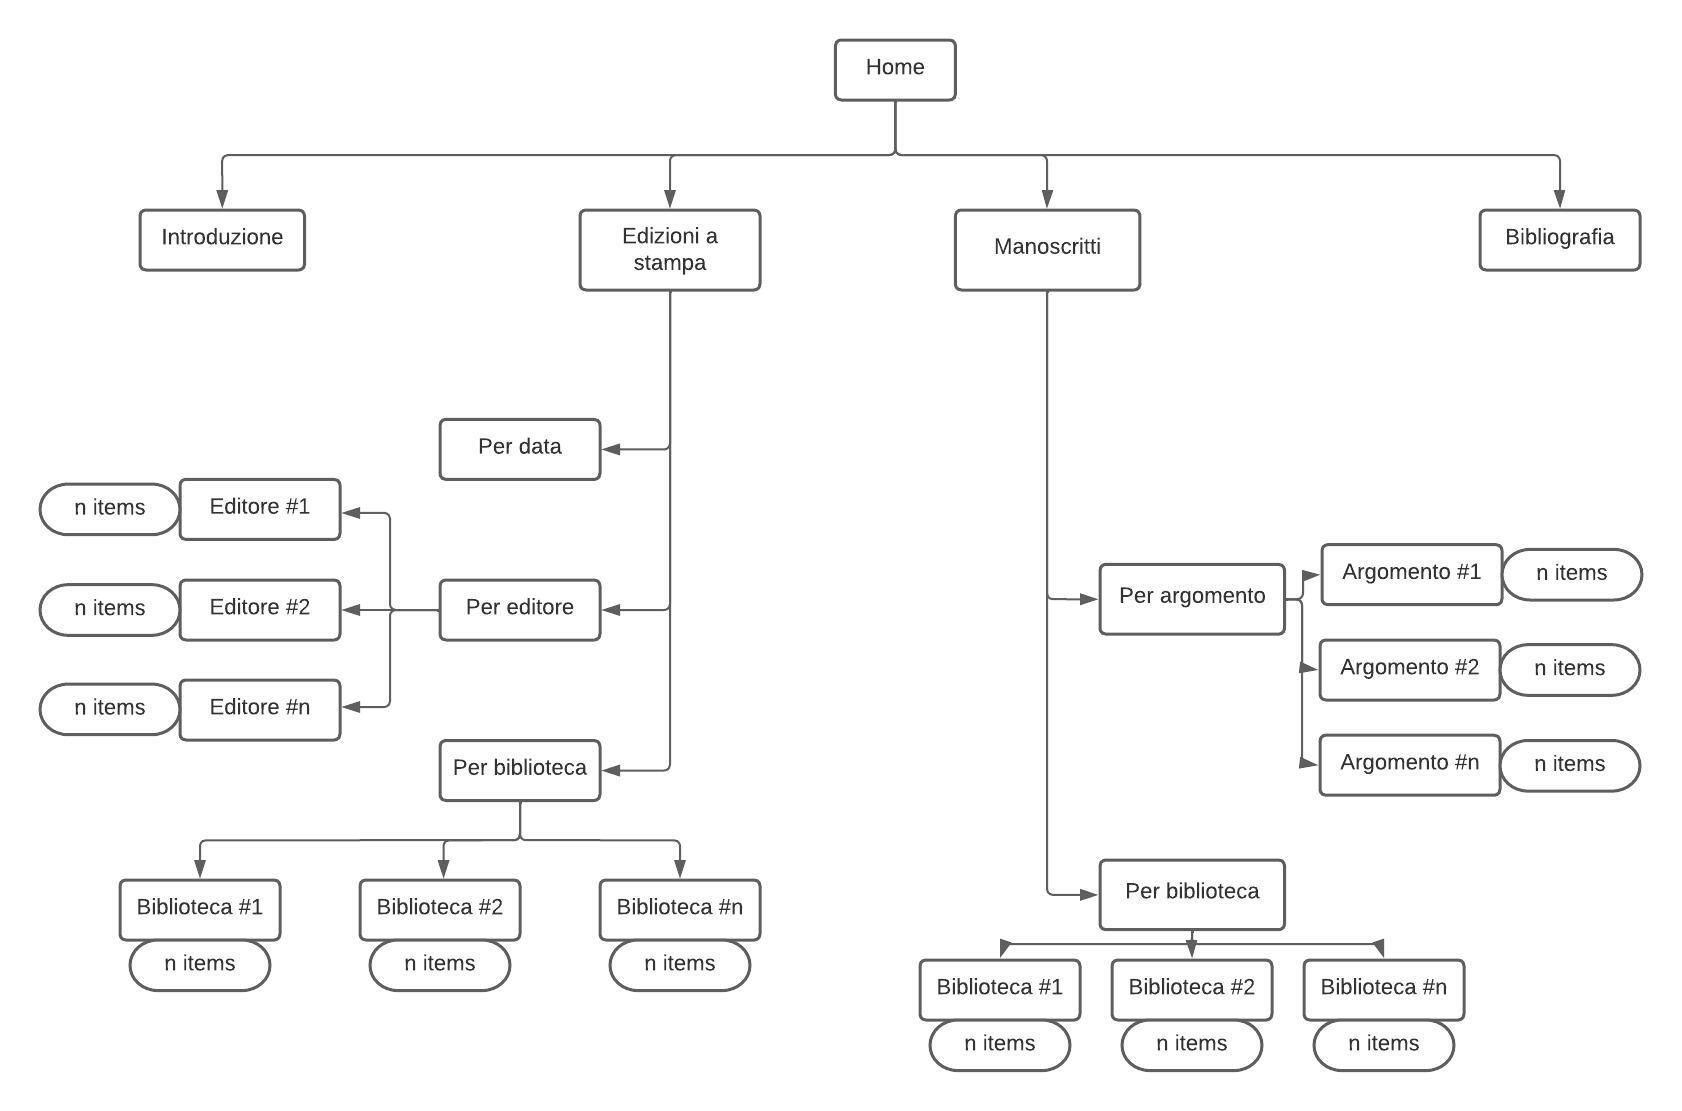 Home
Introduzione
Edizioni a
stampa
Manoscritti
Bibliografia
Per data
n items
Editore #1
n items
Editore #2
Per editore
n items
Editore #n
Per biblioteca
Biblioteca #1
Biblioteca #2
Biblioteca #n
n items
n items
n items
Per argomento
Argomento #1
n items
Argomento #2
n items
Argomento #n
n items
Per biblioteca
Biblioteca #1
Biblioteca #2
Biblioteca #n
n items
n items
n items